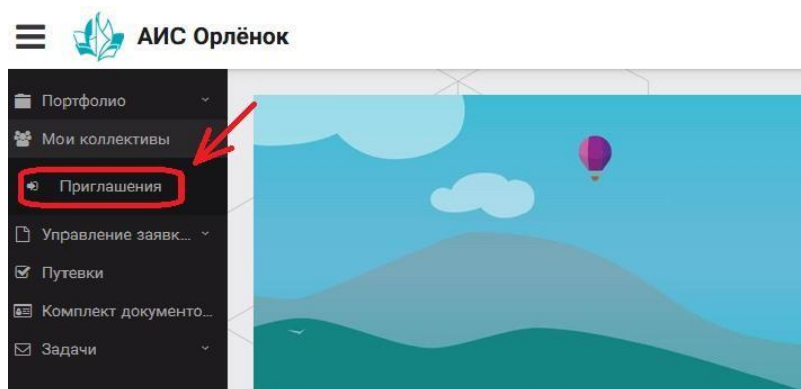 АИС Орлёнок
Портфолио
Мои коллективы
Приглашения
Управление заявк...
Путевки
Комплект документо...
Задачи